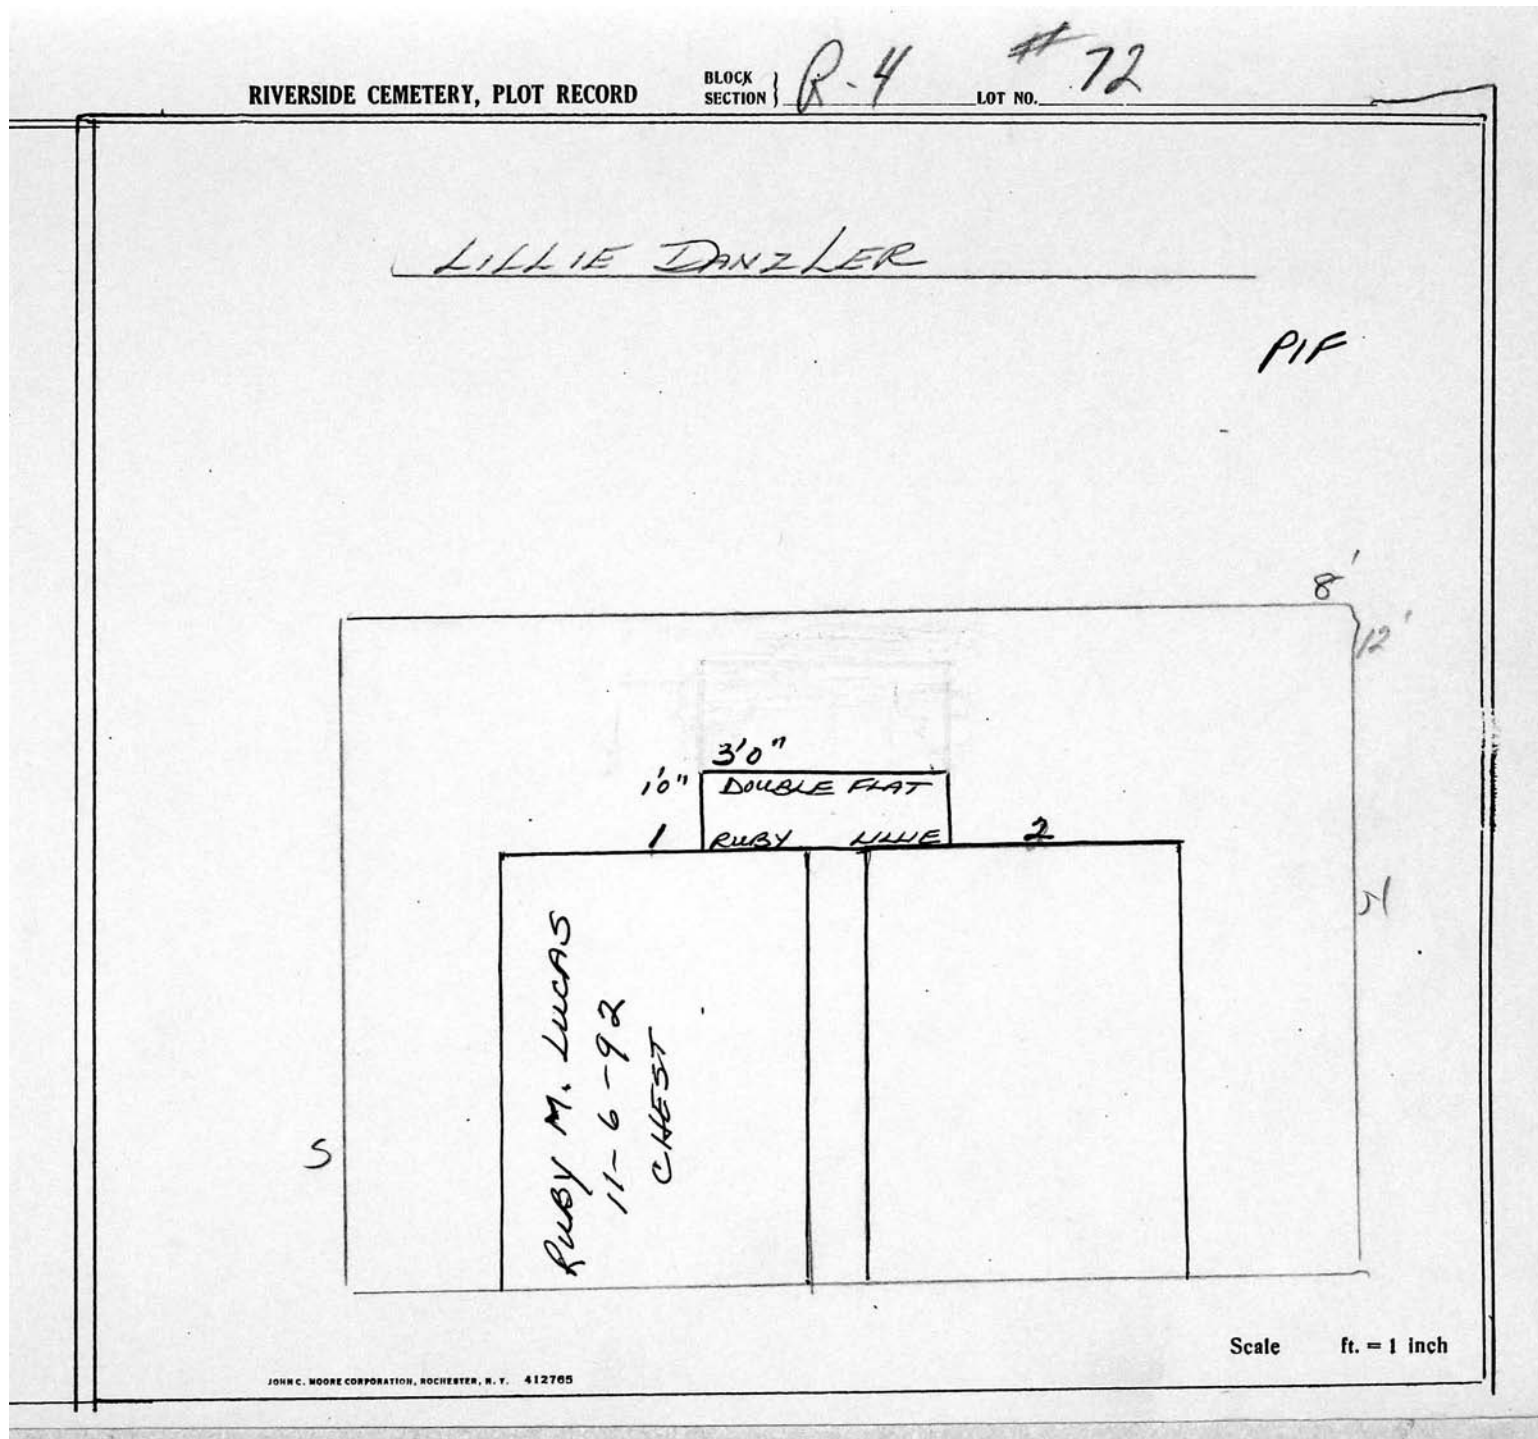 RIVERSIDE CEMETERY, PLOT RECORD BLOCK SECTION } R-4 LOT NO. # 72
LILLIE DANZLER
PIF
8'
12'
3'0"
1'0" DOUBLE FLAT
1 RUBY LILLIE 2
N
RUBY M. LUCAS
11-6-92
CHEST
S
Scale ft. = 1 inch
JOHN C. MOORE CORPORATION, ROCHESTER, N. Y. 412765